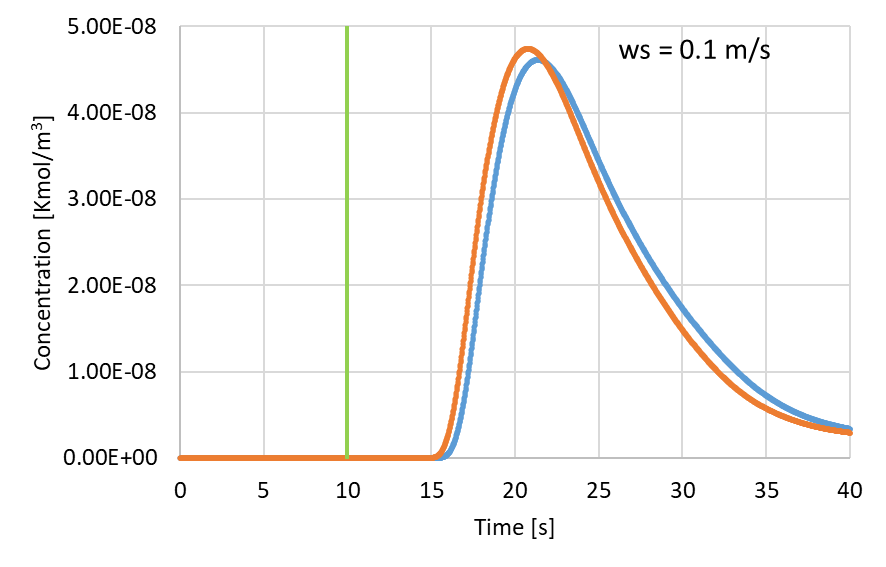 5.00E-08
ws = 0.1 m/s
4.00E-08
3.00E-08
2.00E-08
1.00E-08
0.00E+00
Concentration [Kmol/m³]
0 5 10 15 20 25 30 35 40
Time [s]